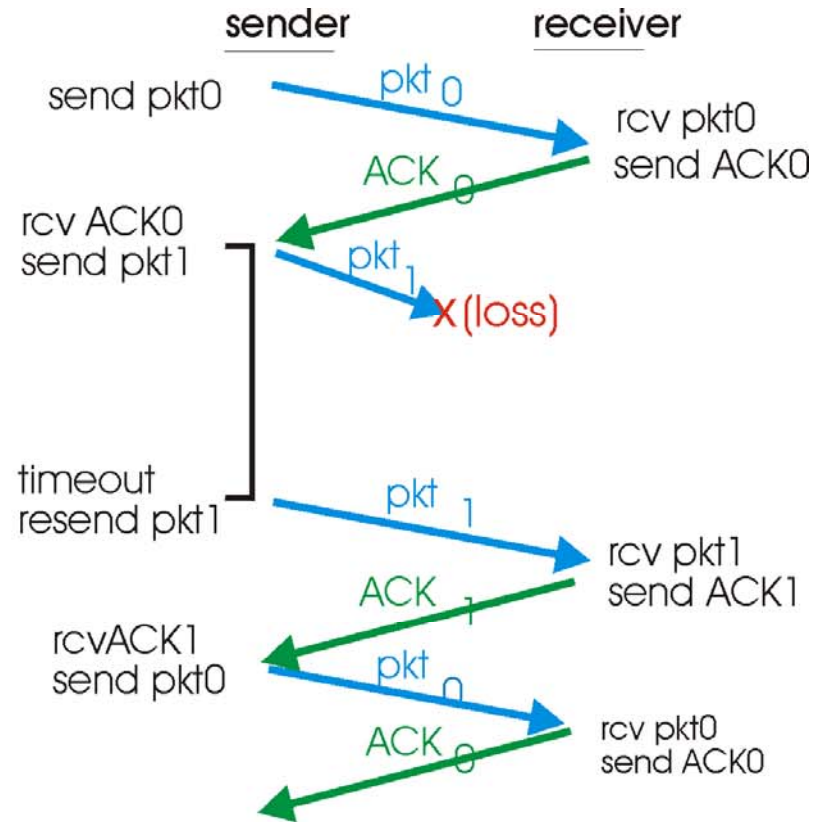 sender
receiver
send pkt0
pkt 0
rcv pkt0
send ACK0
ACK 0
rcv ACK0
send pkt1
pkt 1
X (loss)
timeout
resend pkt1
pkt 1
rcv pkt1
send ACK1
ACK 1
rcvACK1
send pkt0
pkt 0
rcv pkt0
send ACK0
ACK 0